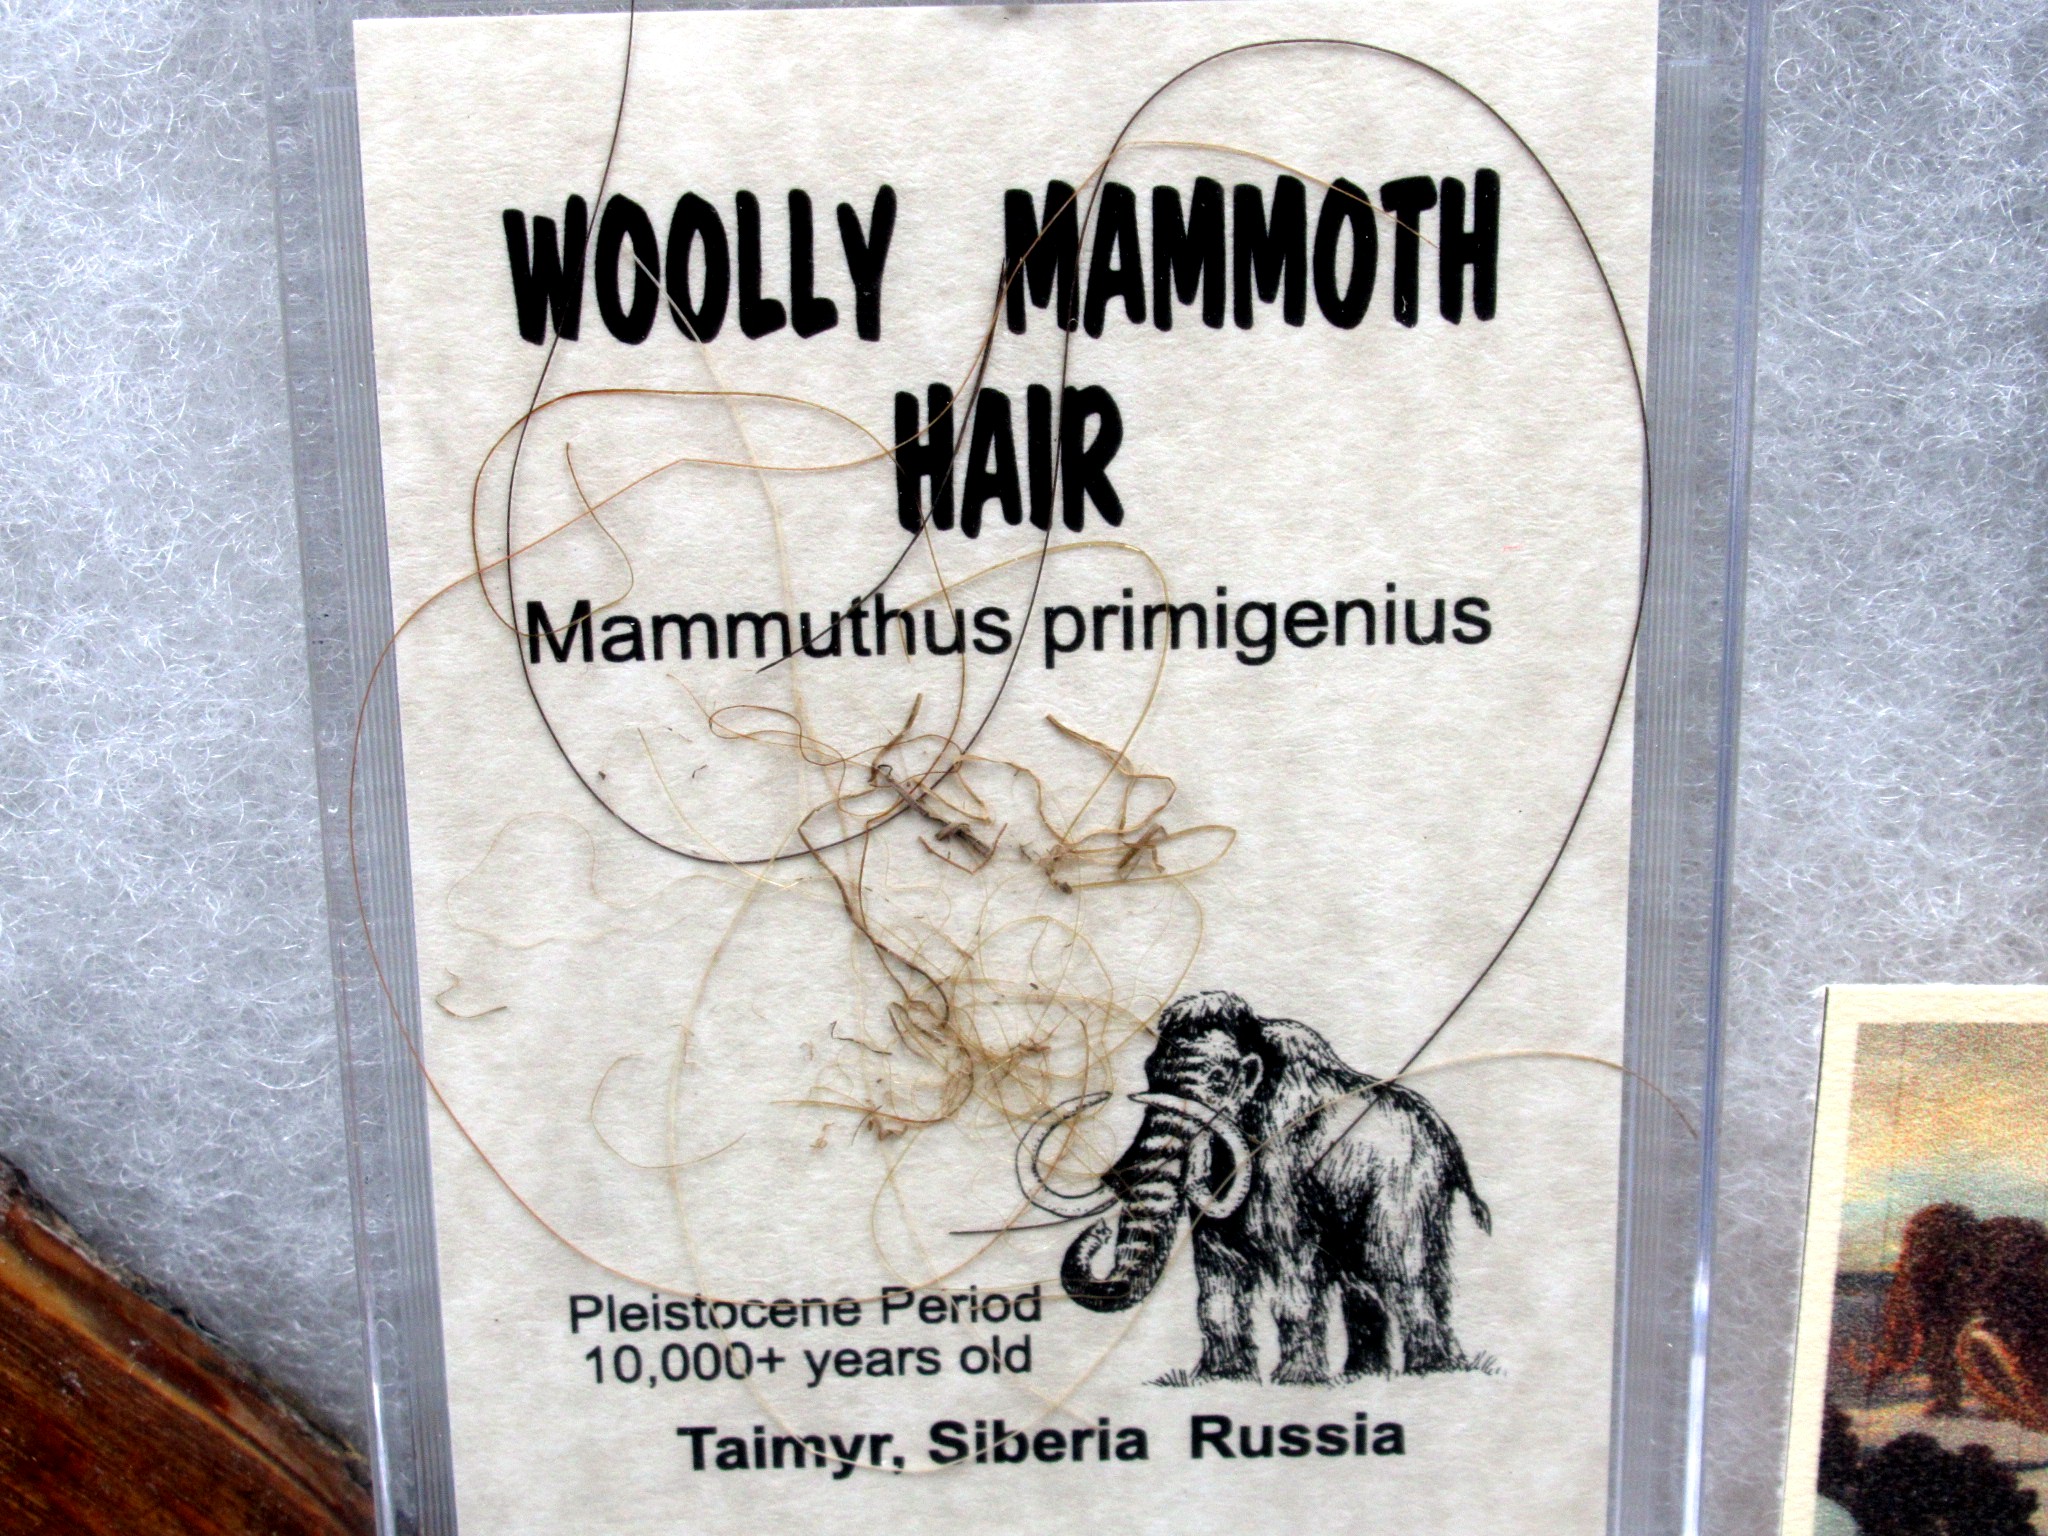 WOOLLY MAMMOTH
HAIR
Mammuthus primigenius
Pleistocene Period
10,000+ years old
Taimyr, Siberia Russia